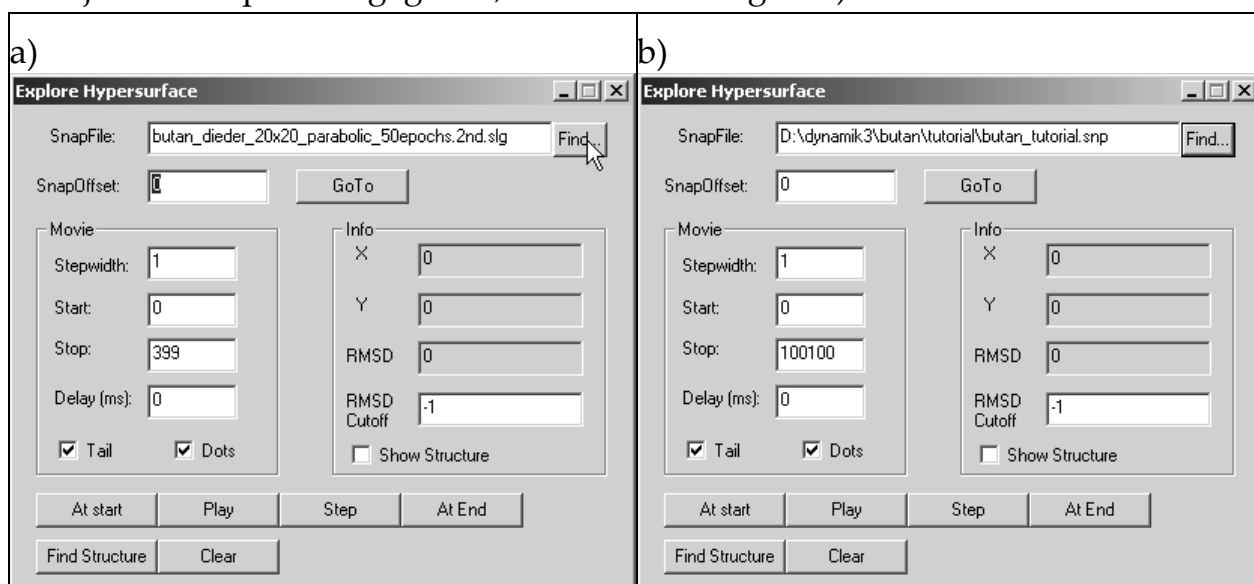 a)
Explore Hypersurface
SnapFile: butan_dieder_20x20_parabolic_50epochs.2nd.slg Find...
SnapOffset: 0 GoTo
Movie Info
Stepwidth: 1 X 0
Start: 0 Y 0
Stop: 399 RMSD 0
Delay (ms): 0 RMSD Cutoff -1
Tail Dots Show Structure
At start Play Step At End
Find Structure Clear
b)
Explore Hypersurface
SnapFile: D:\dynamik3\butan\tutorial\butan_tutorial.snp Find...
SnapOffset: 0 GoTo
Movie Info
Stepwidth: 1 X 0
Start: 0 Y 0
Stop: 100100 RMSD 0
Delay (ms): 0 RMSD Cutoff -1
Tail Dots Show Structure
At start Play Step At End
Find Structure Clear